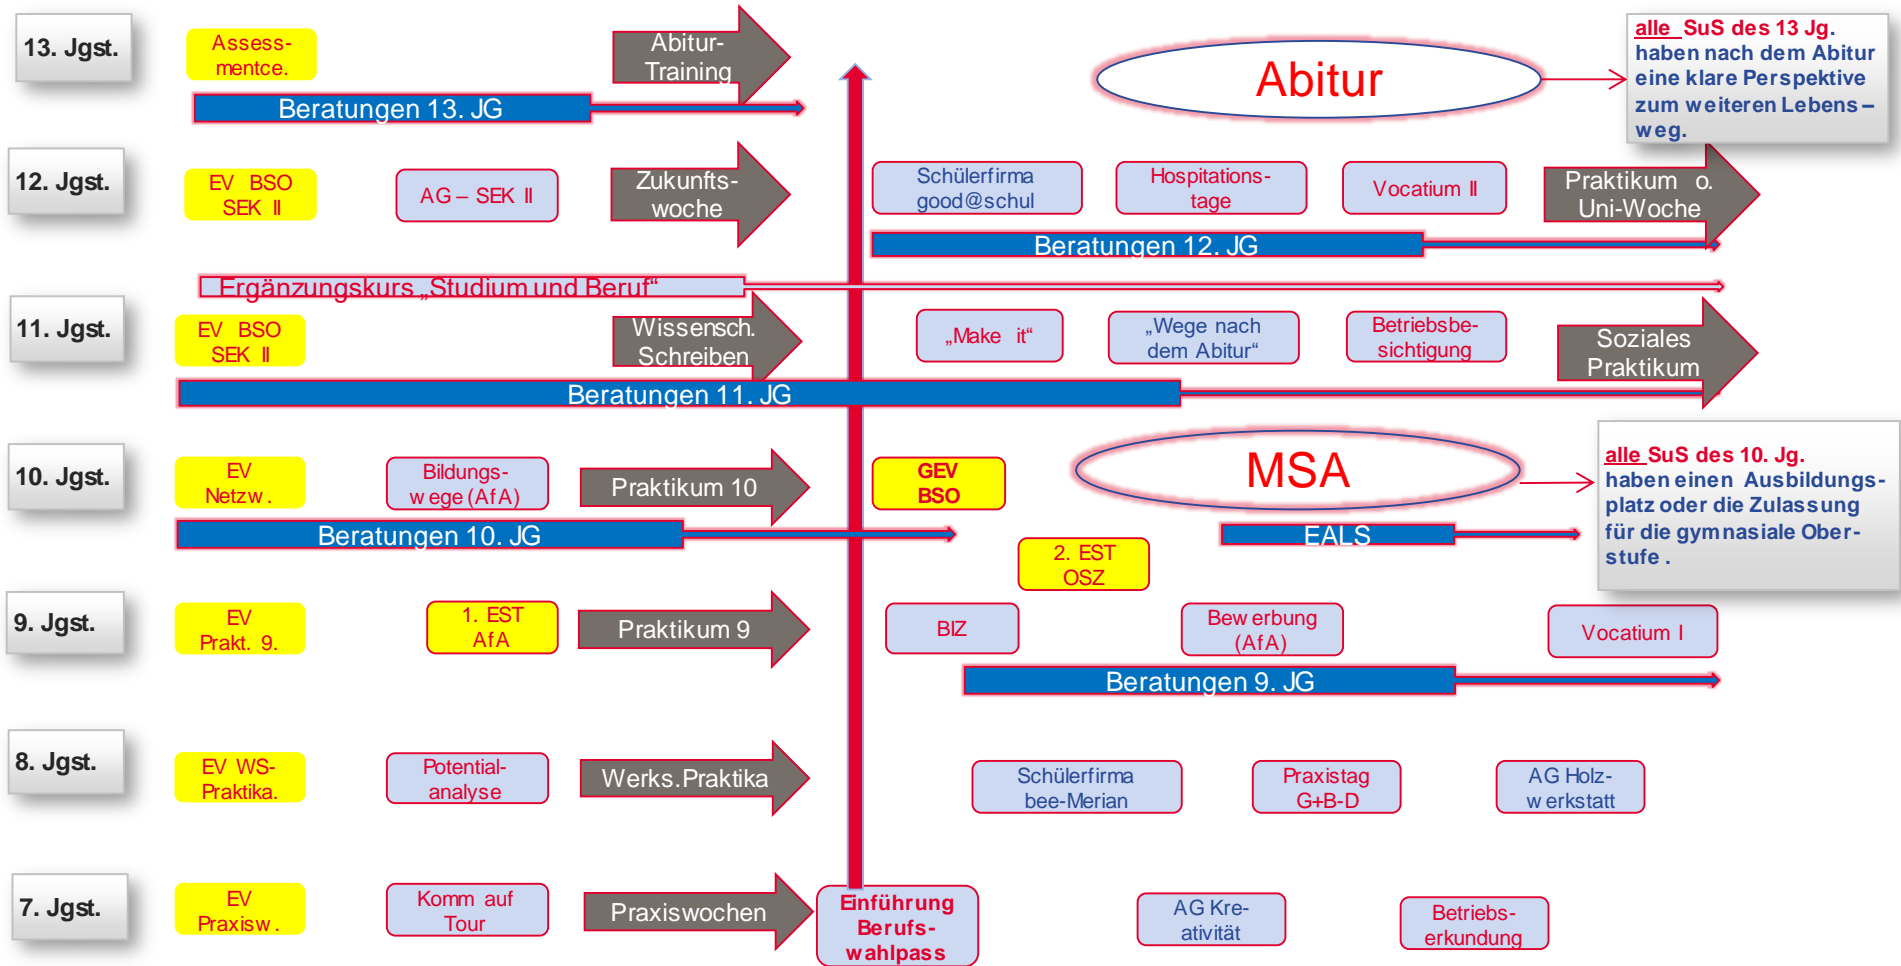 13. Jgst.
Assess-
mentce.
Abitur-
Training
Beratungen 13. JG
Abitur
alle SuS des 13 Jg.
haben nach dem Abitur
eine klare Perspektive
zum weiteren Lebens –
weg.
12. Jgst.
EV BSO
SEK II
AG – SEK II
Zukunfts-
woche
Schülerfirma
good@schul
Hospitations-
tage
Vocatium II
Praktikum o.
Uni-Woche
Beratungen 12. JG
Ergänzungskurs „Studium und Beruf“
11. Jgst.
EV BSO
SEK II
Wissensch.
Schreiben
„Make it“
„Wege nach
dem Abitur“
Betriebsbe-
sichtigung
Soziales
Praktikum
Beratungen 11. JG
10. Jgst.
EV
Netzw.
Bildungs-
wege (AfA)
Praktikum 10
GEV
BSO
MSA
alle SuS des 10. Jg.
haben einen Ausbildungs-
platz oder die Zulassung
für die gymnasiale Ober-
stufe .
Beratungen 10. JG
EALS
2. EST
OSZ
9. Jgst.
EV
Prakt. 9.
1. EST
AfA
Praktikum 9
BIZ
Bewerbung
(AfA)
Vocatium I
Beratungen 9. JG
8. Jgst.
EV WS-
Praktika.
Potential-
analyse
Werks.Praktika
Schülerfirma
bee-Merian
Praxistag
G+B-D
AG Holz-
werkstatt
7. Jgst.
EV
Praxisw.
Komm auf
Tour
Praxiswochen
Einführung
Berufs-
wahlpass
AG Kre-
ativität
Betriebs-
erkundung